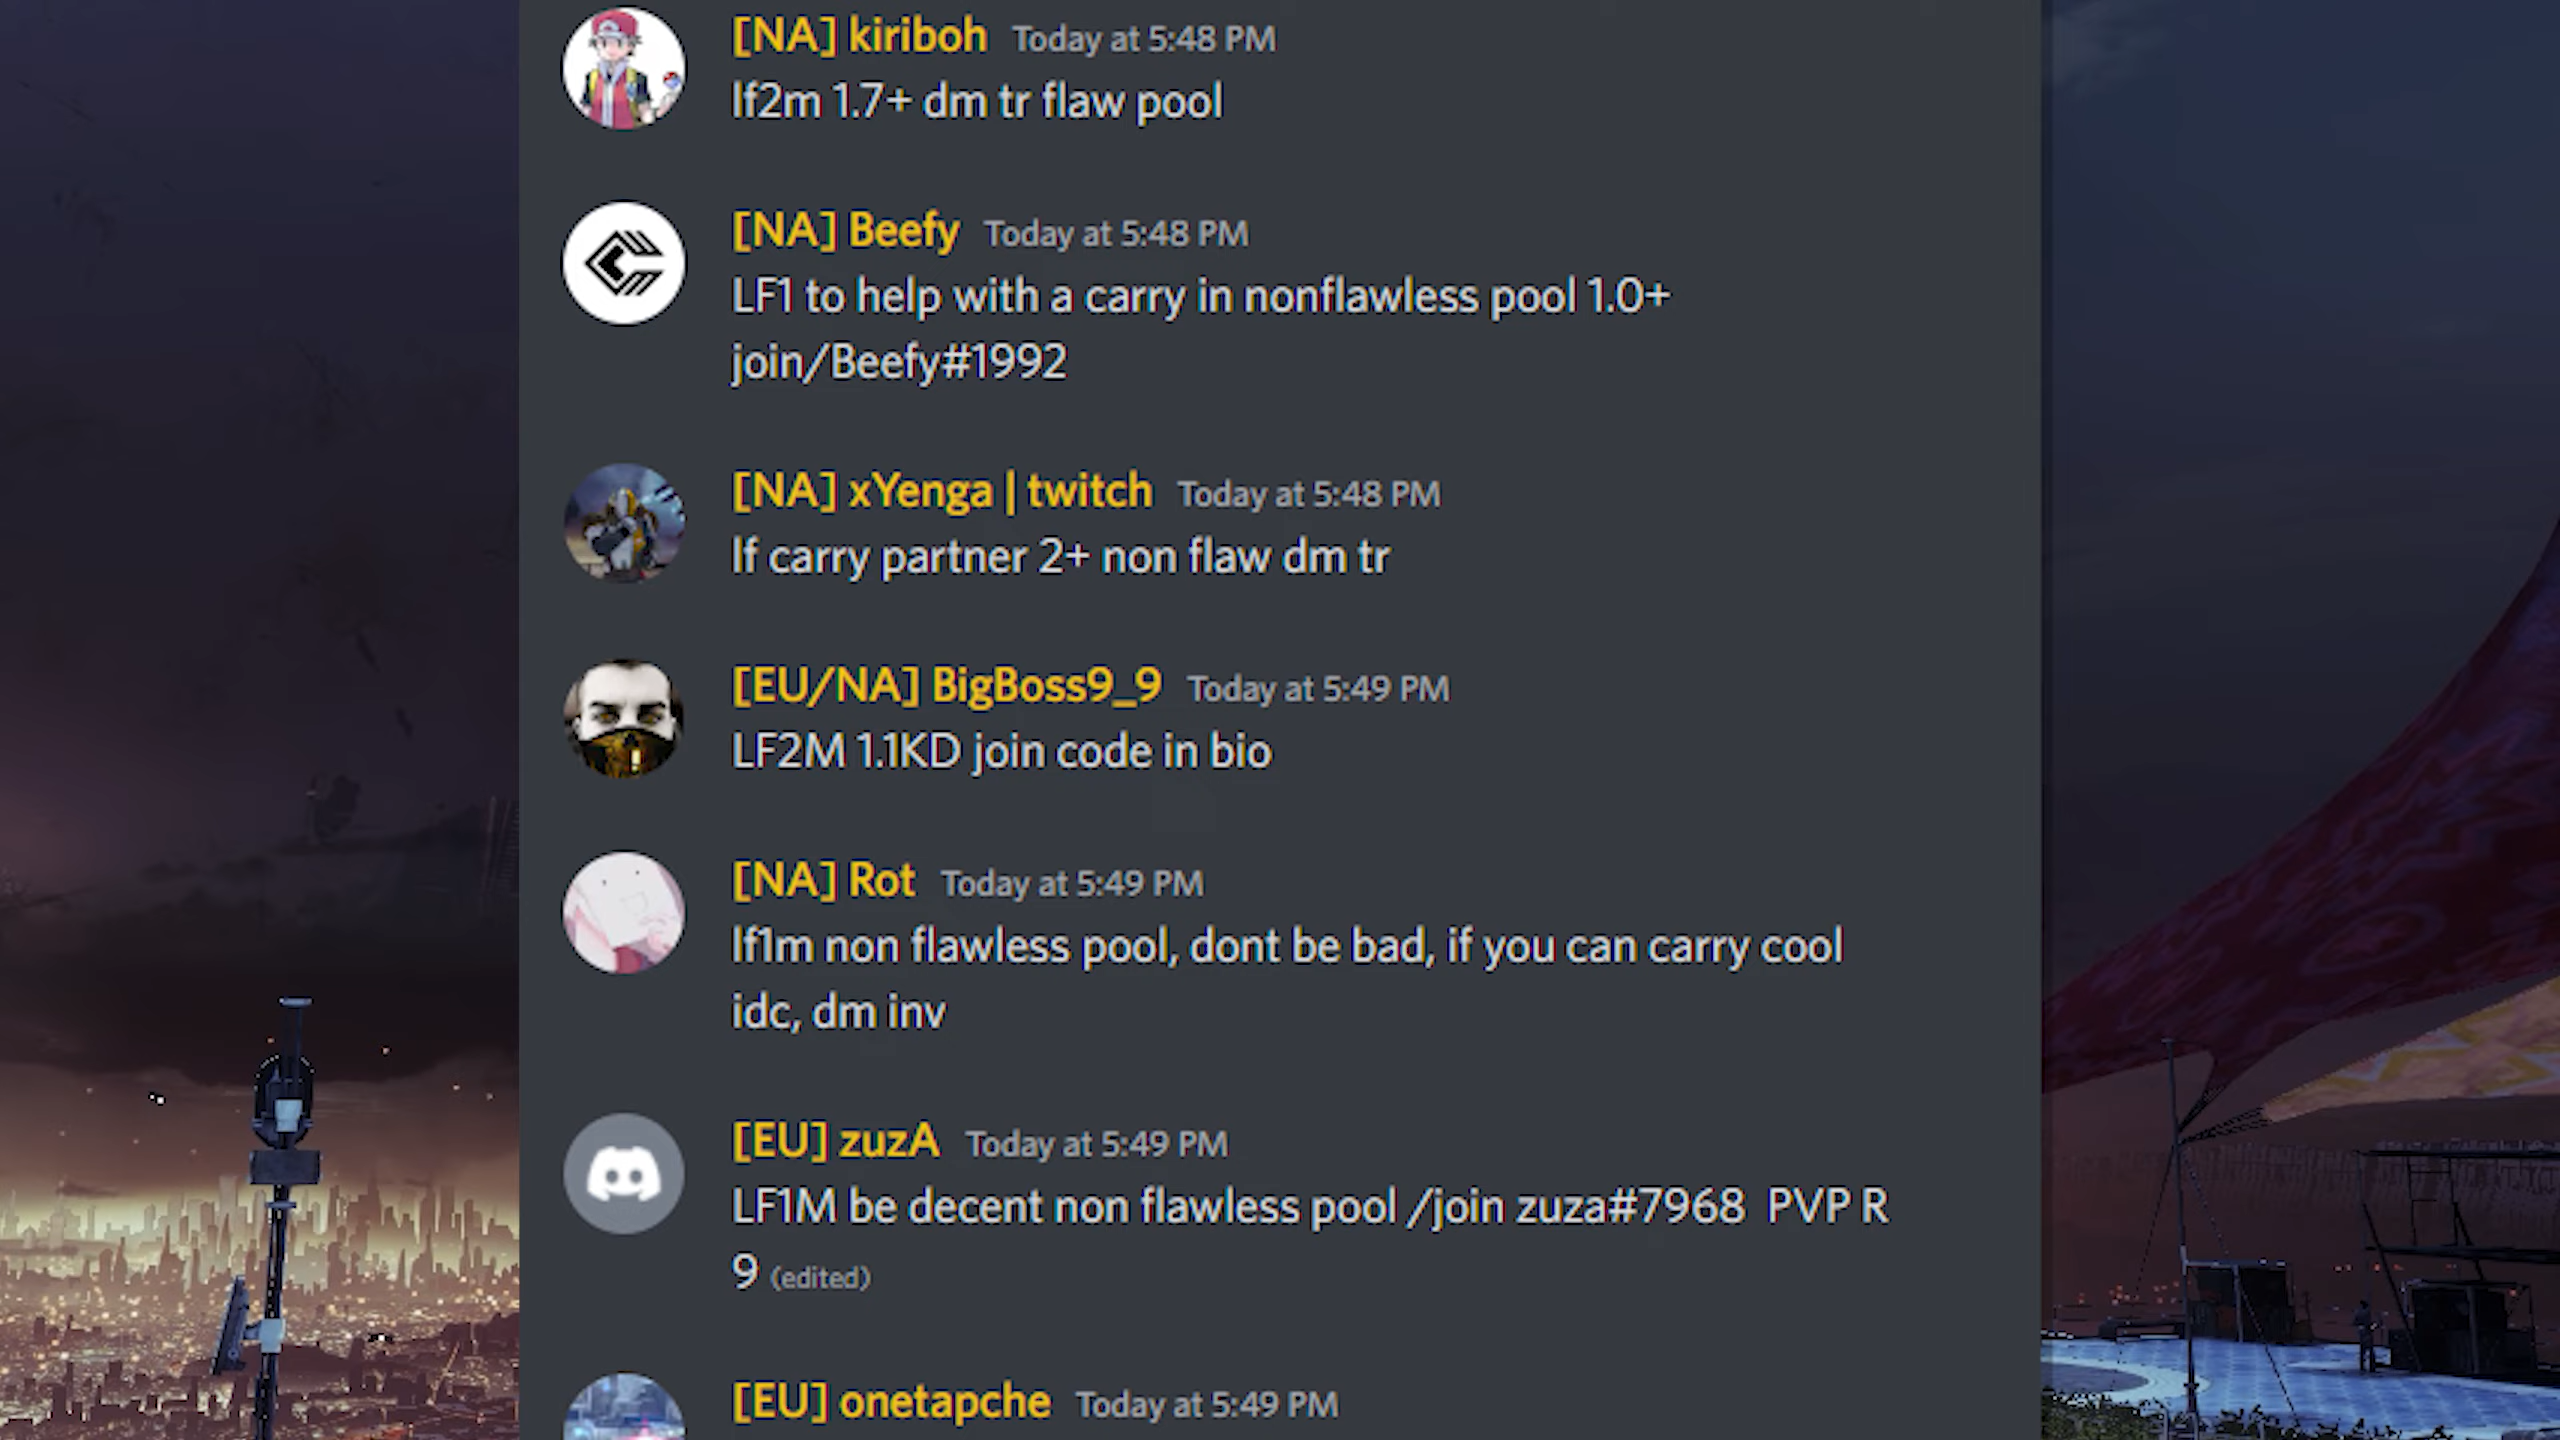 [NA] kiriboh Today at 5:48 PM
lf2m 1.7+ dm tr flaw pool
[NA] Beefy Today at 5:48 PM
LF1 to help with a carry in nonflawless pool 1.0+
join/Beefy#1992
[NA] xYenga | twitch Today at 5:48 PM
lf carry partner 2+ non flaw dm tr
[EU/NA] BigBoss9_9 Today at 5:49 PM
LF2M 1.1KD join code in bio
[NA] Rot Today at 5:49 PM
lf1m non flawless pool, dont be bad, if you can carry cool
idc, dm inv
[EU] zuzA Today at 5:49 PM
LF1M be decent non flawless pool /join zuza#7968 PVP R
9 (edited)
[EU] onetapche Today at 5:49 PM